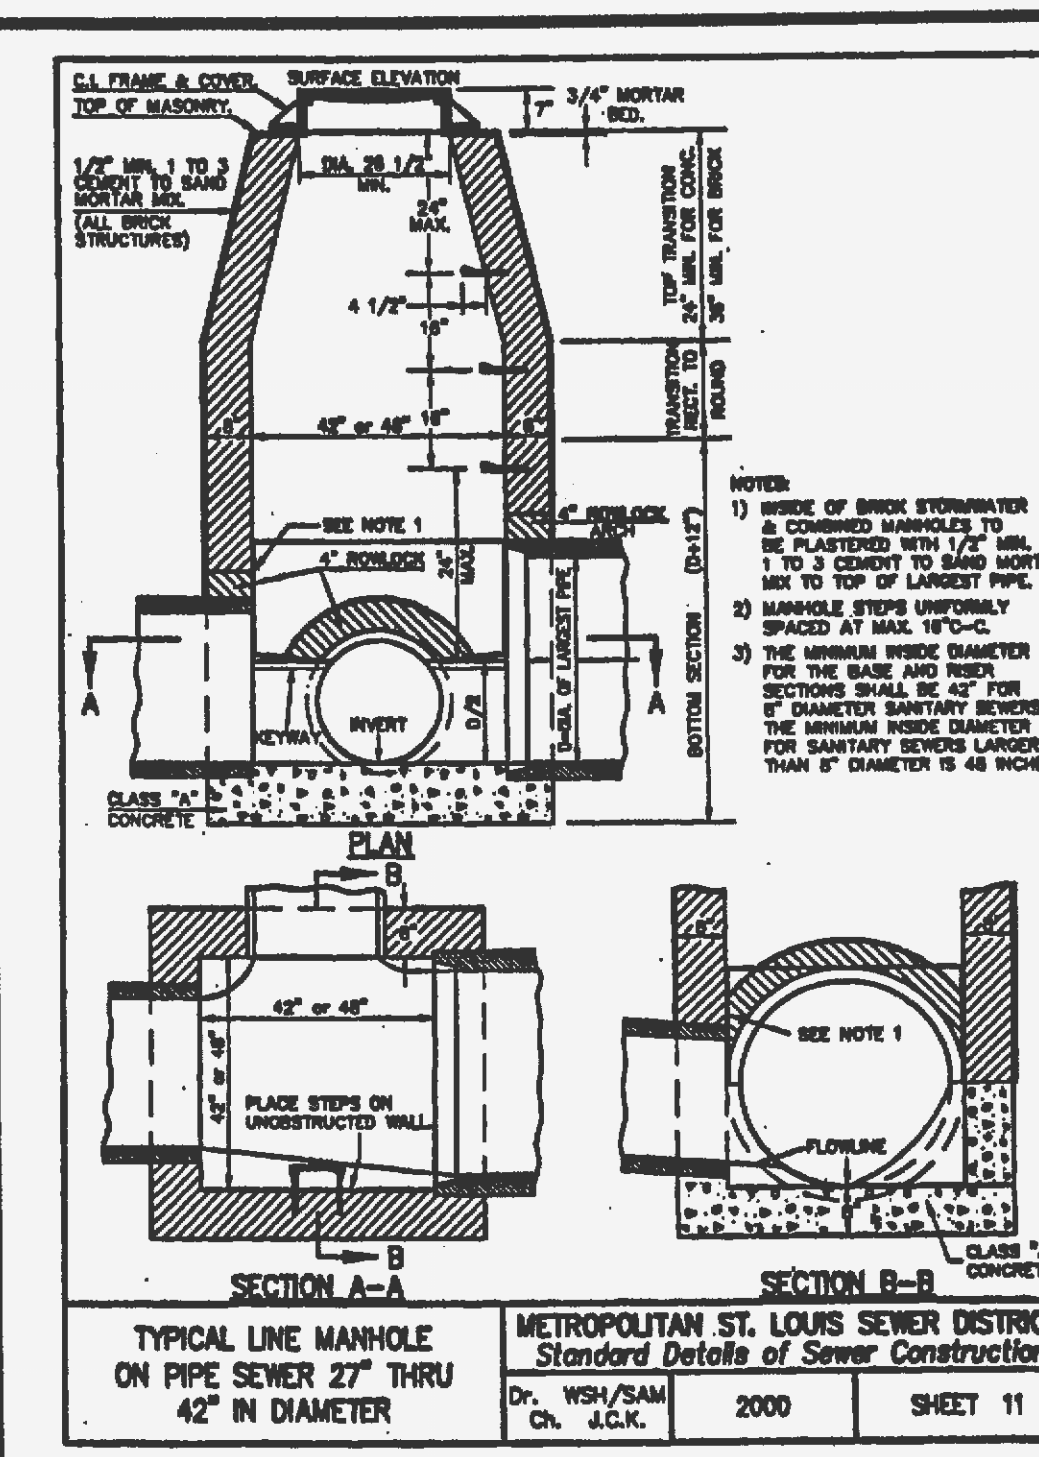 C.I. FRAME & COVER.
SURFACE ELEVATION
TOP OF MASONRY.
7"
3/4" MORTAR
BED.
1/2" MIN. 1 TO 3
CEMENT TO SAND
MORTAR MIX.
(ALL BRICK
STRUCTURES)
DIA. 26 1/2
MIN.
24"
MAX.
4 1/2"
16"
TOP TRANSITION
24" MIN. FOR CONC.
36" MIN. FOR BRICK
TRANSITION
RECT. TO
ROUND
8"
42" or 48"
16"
8"
SEE NOTE 1
4" ROWLOCK
ARCH
4" ROWLOCK
24"
MAX.
BOTTOM SECTION (D+12")
D=DIA. OF LARGEST PIPE
D/2
A
A
KEYWAY
INVERT
CLASS "A"
CONCRETE
NOTES:
1) INSIDE OF BRICK STORMWATER
& COMBINED MANHOLES TO
BE PLASTERED WITH 1/2" MIN.
1 TO 3 CEMENT TO SAND MORT
MIX TO TOP OF LARGEST PIPE.
2) MANHOLE STEPS UNIFORMLY
SPACED AT MAX. 16"C-C.
3) THE MINIMUM INSIDE DIAMETER
FOR THE BASE AND RISER
SECTIONS SHALL BE 42" FOR
8" DIAMETER SANITARY SEWERS
THE MINIMUM INSIDE DIAMETER
FOR SANITARY SEWERS LARGER
THAN 8" DIAMETER IS 48 INCHE
PLAN
B
42" or 48"
42" or 48"
PLACE STEPS ON
UNOBSTRUCTED WALL
B
SECTION A-A
8"
8"
SEE NOTE 1
FLOWLINE
CLASS "
CONCRET
SECTION B-B
TYPICAL LINE MANHOLE
ON PIPE SEWER 27" THRU
42" IN DIAMETER
METROPOLITAN ST. LOUIS SEWER DISTRIC
Standard Details of Sewer Construction
Dr. WSH/SAM
Ch. J.C.K.
2000
SHEET 11